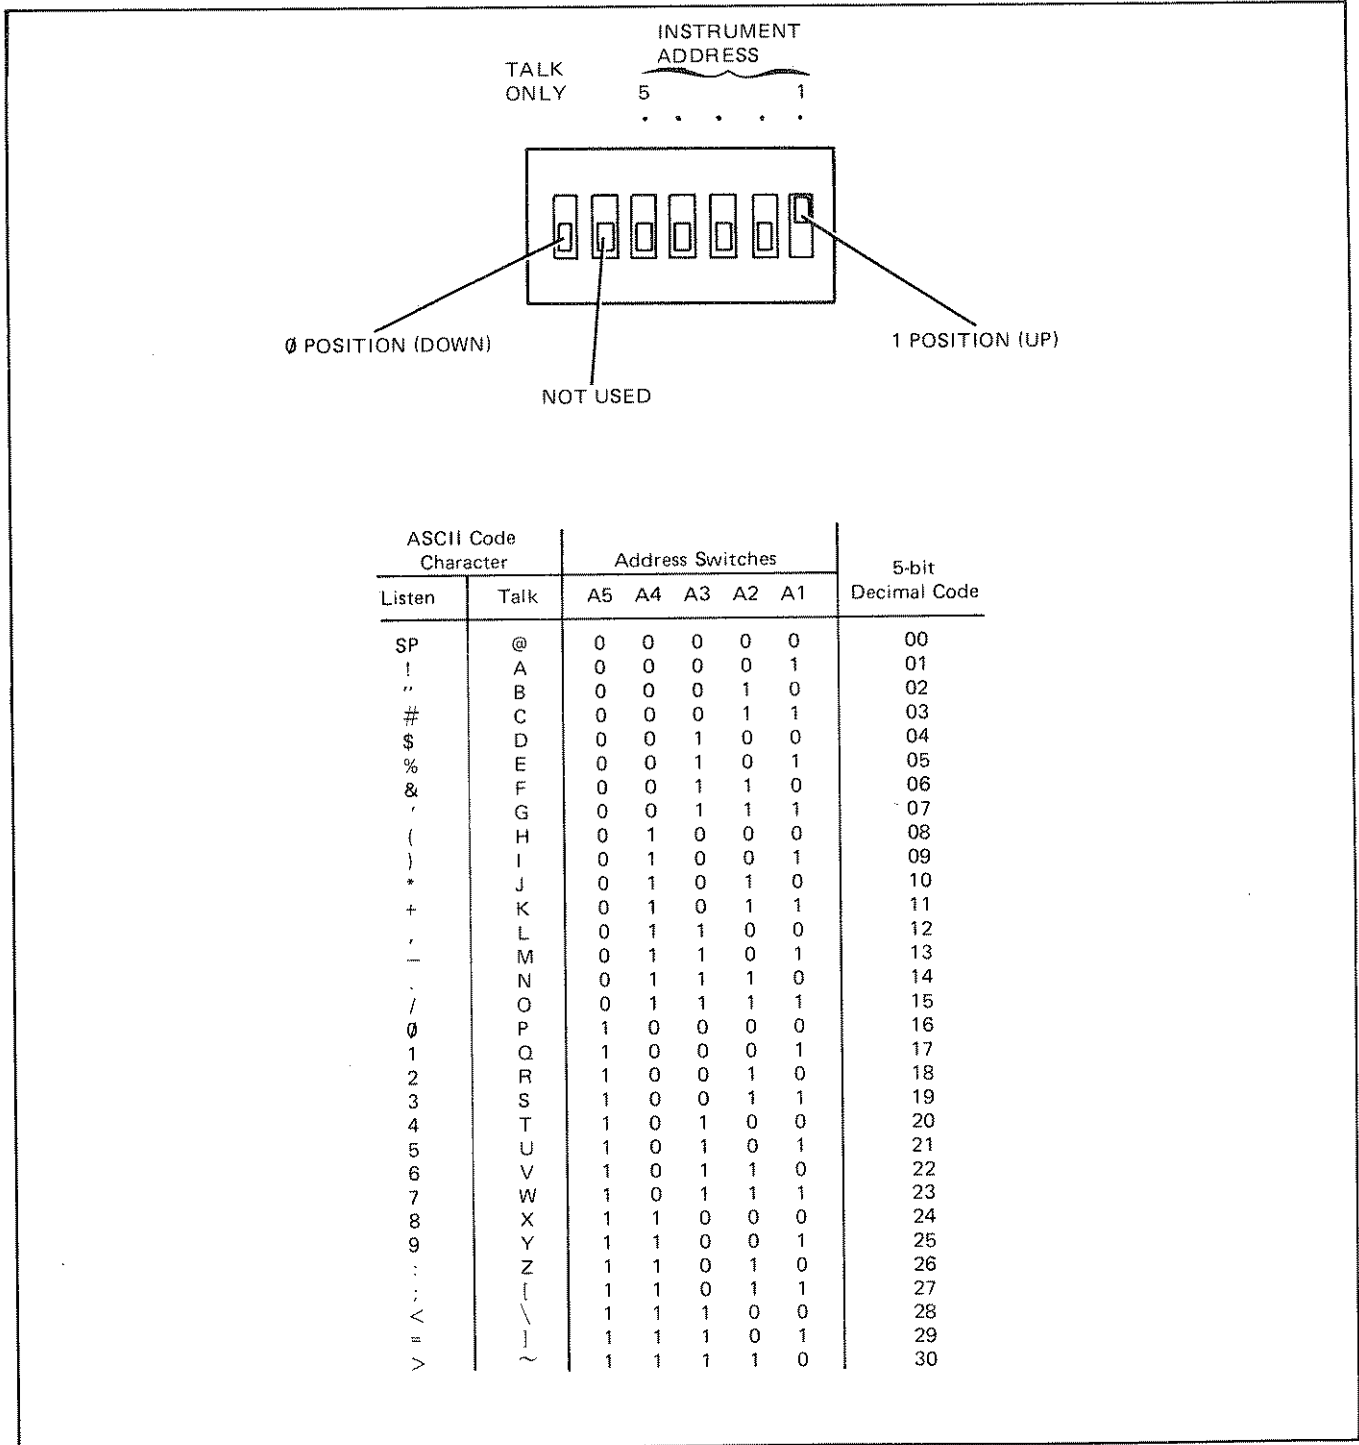 INSTRUMENT
ADDRESS
TALK
ONLY
5 1
Ø POSITION (DOWN)
1 POSITION (UP)
NOT USED
ASCII Code
Character
Address Switches
5-bit
Decimal Code
Listen Talk A5 A4 A3 A2 A1
SP @ 0 0 0 0 0 00
! A 0 0 0 0 1 01
" B 0 0 0 1 0 02
# C 0 0 0 1 1 03
$ D 0 0 1 0 0 04
% E 0 0 1 0 1 05
& F 0 0 1 1 0 06
' G 0 0 1 1 1 07
( H 0 1 0 0 0 08
) I 0 1 0 0 1 09
* J 0 1 0 1 0 10
+ K 0 1 0 1 1 11
, L 0 1 1 0 0 12
— M 0 1 1 0 1 13
. N 0 1 1 1 0 14
/ O 0 1 1 1 1 15
Ø P 1 0 0 0 0 16
1 Q 1 0 0 0 1 17
2 R 1 0 0 1 0 18
3 S 1 0 0 1 1 19
4 T 1 0 1 0 0 20
5 U 1 0 1 0 1 21
6 V 1 0 1 1 0 22
7 W 1 0 1 1 1 23
8 X 1 1 0 0 0 24
9 Y 1 1 0 0 1 25
: Z 1 1 0 1 0 26
; [ 1 1 0 1 1 27
< \ 1 1 1 0 0 28
= ] 1 1 1 0 1 29
> ~ 1 1 1 1 0 30